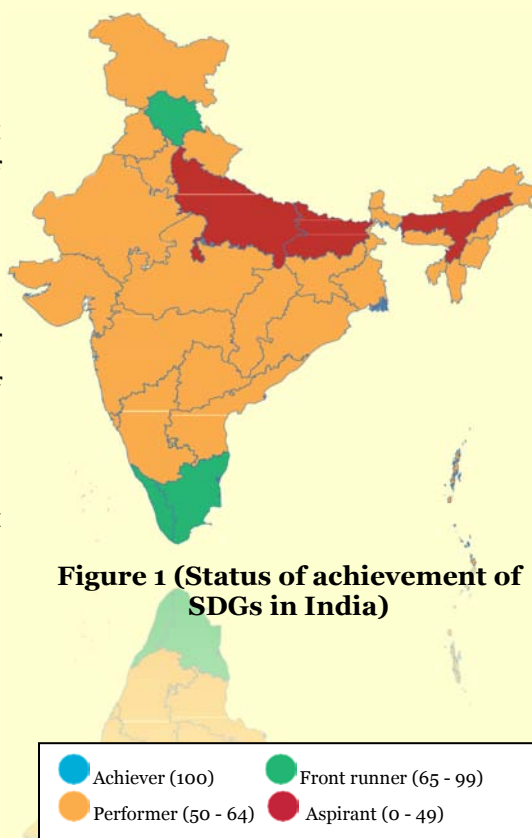 Figure 1 (Status of achievement of
SDGs in India)
Achiever (100)
Front runner (65 - 99)
Performer (50 - 64)
Aspirant (0 - 49)